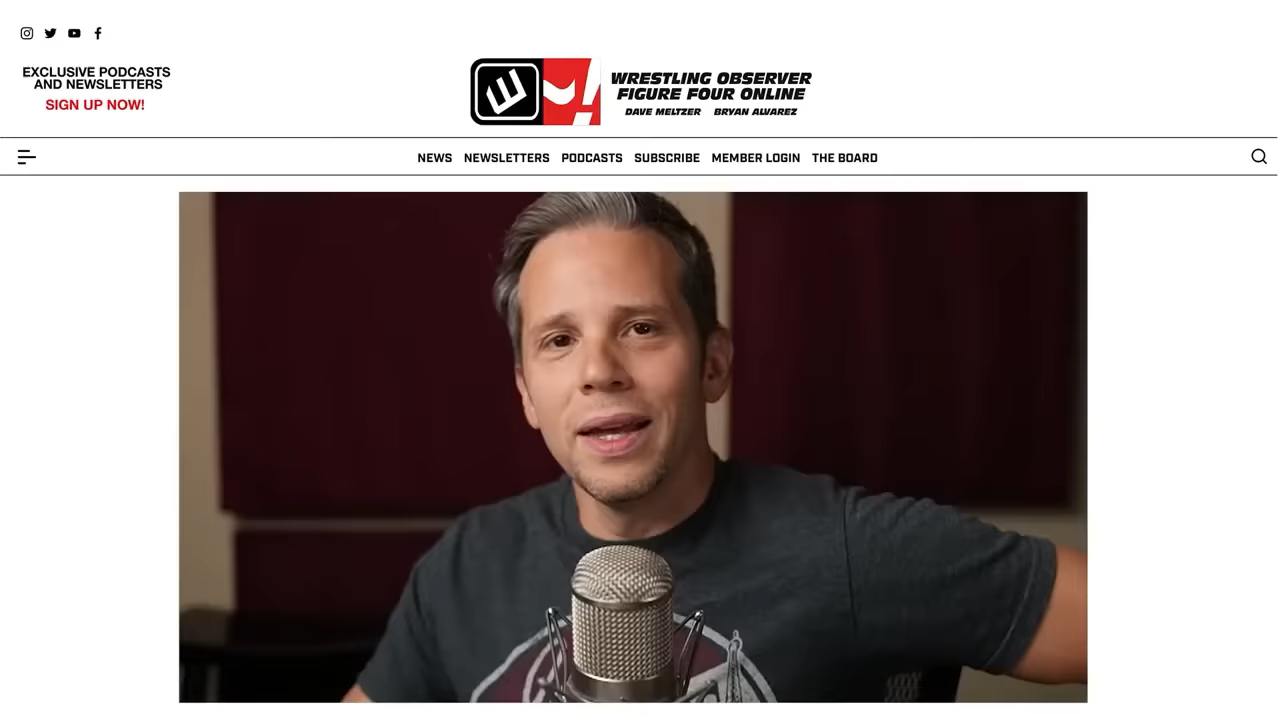 EXCLUSIVE PODCASTS
AND NEWSLETTERS
SIGN UP NOW!
WRESTLING OBSERVER
FIGURE FOUR ONLINE
DAVE MELTZER BRYAN ALVAREZ
NEWS NEWSLETTERS PODCASTS SUBSCRIBE MEMBER LOGIN THE BOARD